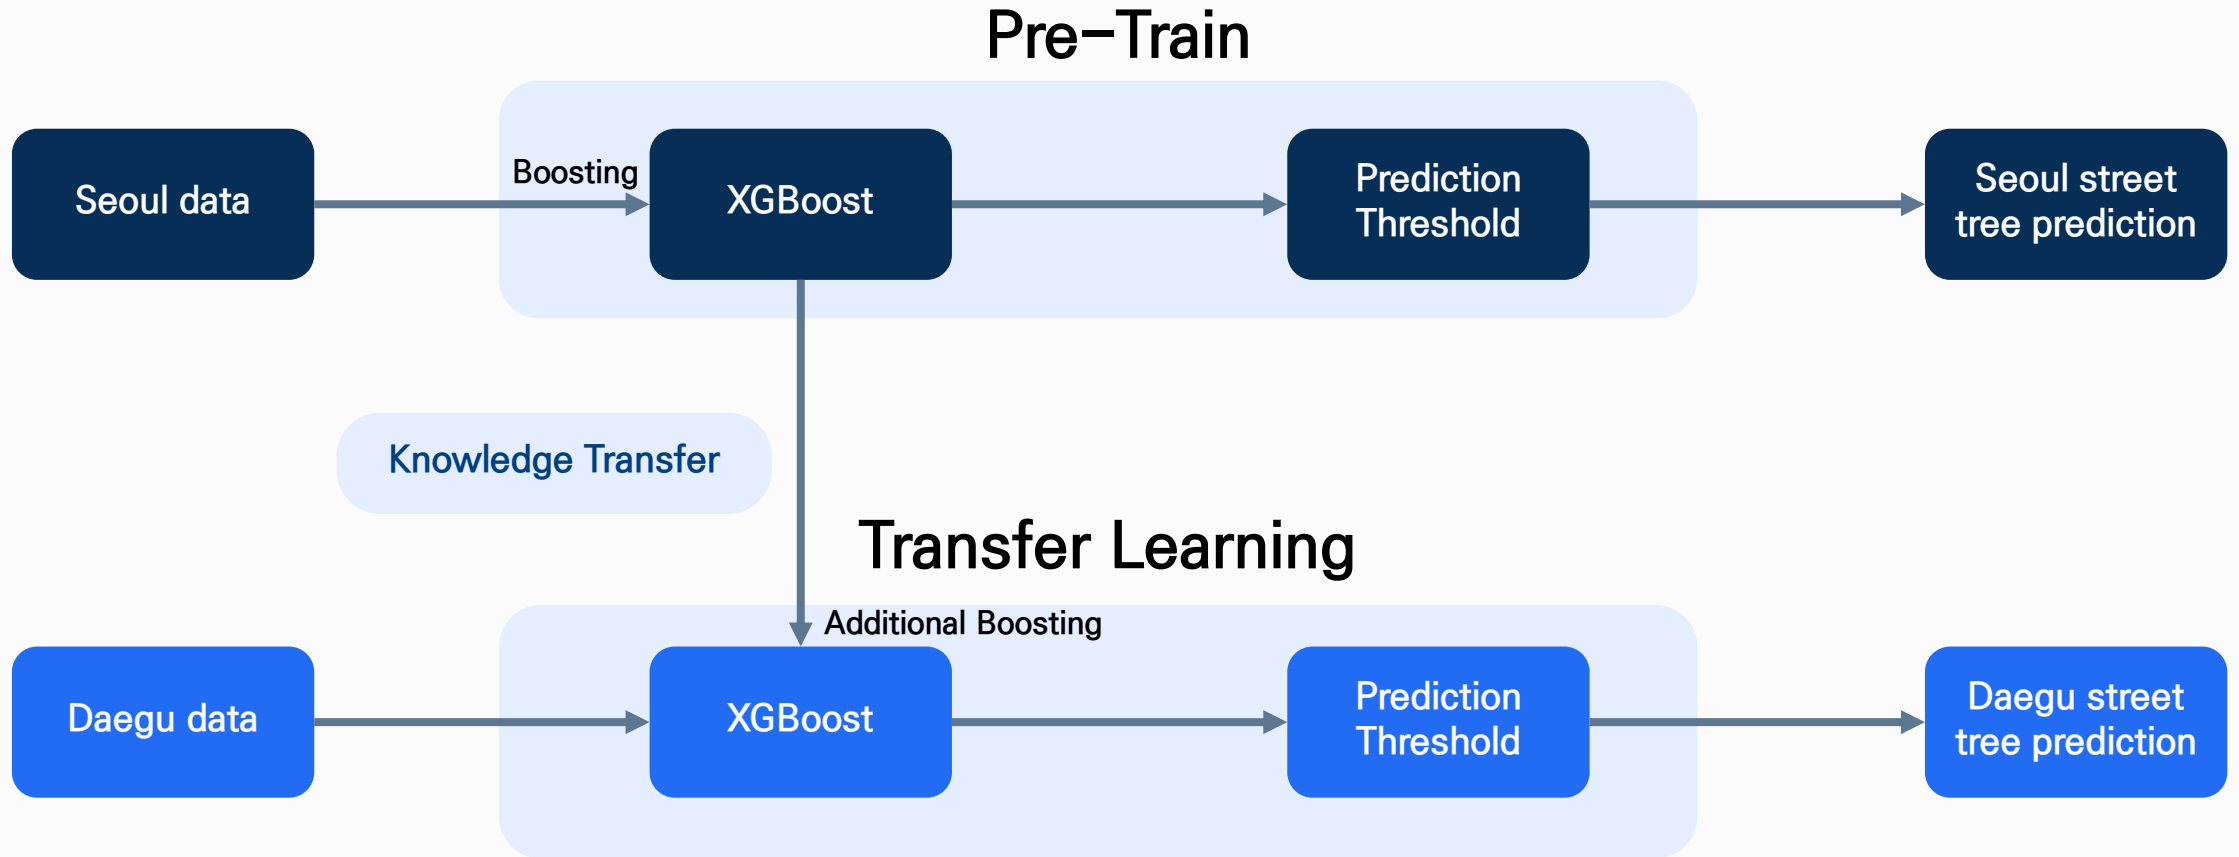 Pre-Train
Seoul data
Boosting
XGBoost
Prediction
Threshold
Seoul street
tree prediction
Knowledge Transfer
Transfer Learning
Additional Boosting
Daegu data
XGBoost
Prediction
Threshold
Daegu street
tree prediction